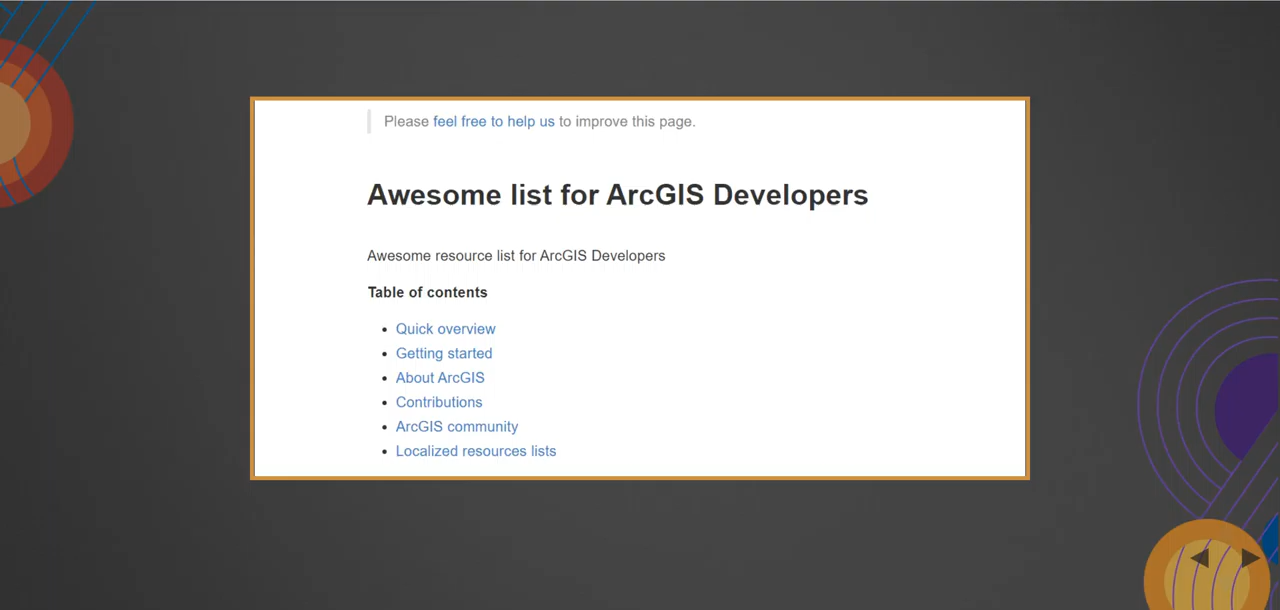 Please feel free to help us to improve this page.
Awesome list for ArcGIS Developers
Awesome resource list for ArcGIS Developers
Table of contents
Quick overview
Getting started
About ArcGIS
Contributions
ArcGIS community
Localized resources lists